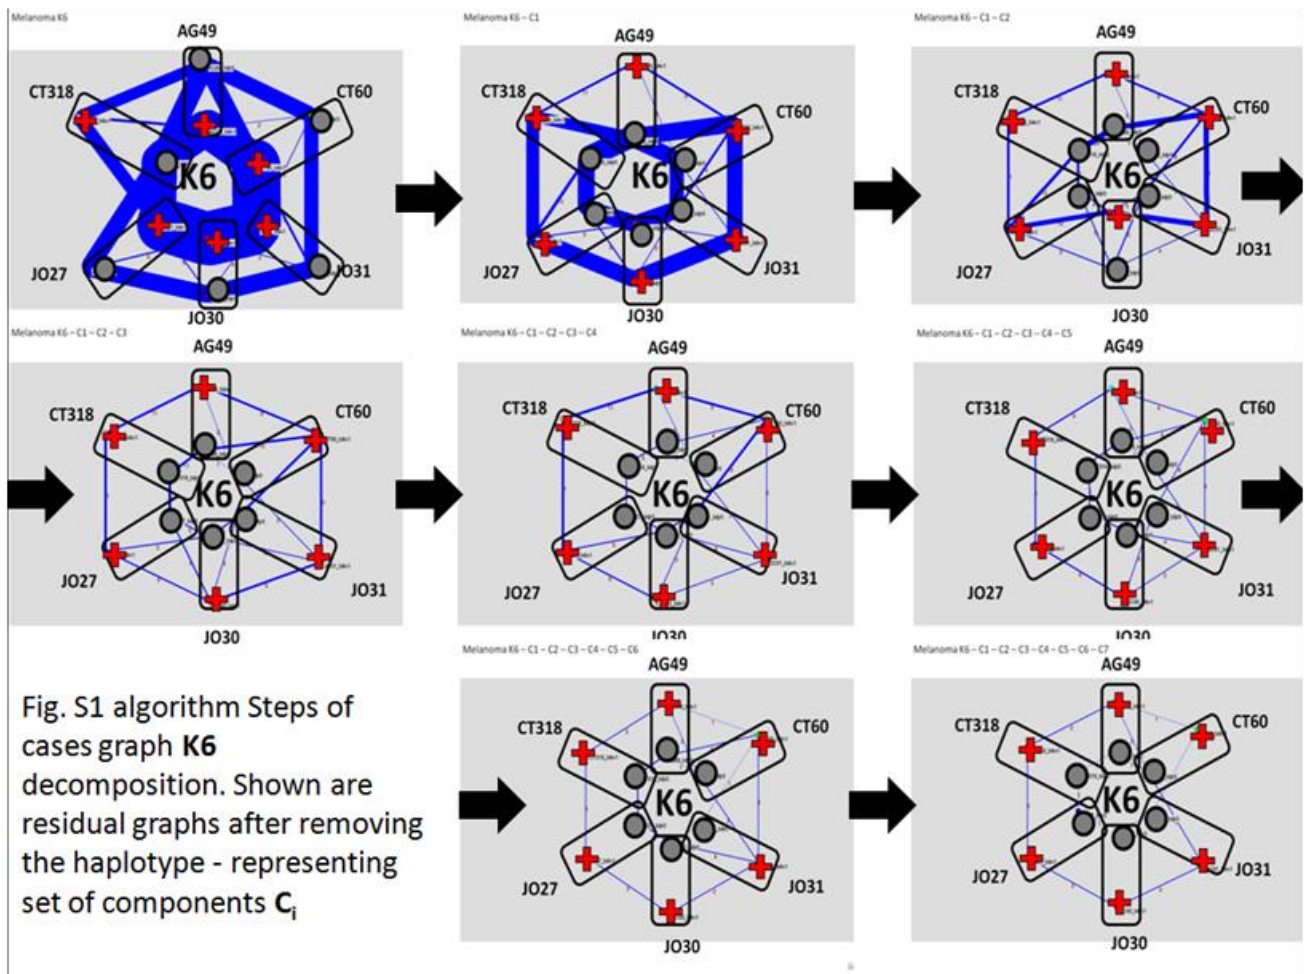 Melanoma K6
AG49
CT318
CT60
K6
JO27
JO31
JO30
Melanoma K6 – C1
AG49
CT318
CT60
K6
JO27
JO31
JO30
Melanoma K6 – C1 – C2
AG49
CT318
CT60
K6
JO27
JO31
JO30
Melanoma K6 – C1 – C2 – C3
AG49
CT318
CT60
K6
JO27
JO31
JO30
Melanoma K6 – C1 – C2 – C3 – C4
AG49
CT318
CT60
K6
JO27
JO31
JO30
Melanoma K6 – C1 – C2 – C3 – C4 – C5
AG49
CT318
CT60
K6
JO27
JO31
JO30
Fig. S1 algorithm Steps of
cases graph K6
decomposition. Shown are
residual graphs after removing
the haplotype - representing
set of components Ci
Melanoma K6 – C1 – C2 – C3 – C4 – C5 – C6
AG49
CT318
CT60
K6
JO27
JO31
JO30
Melanoma K6 – C1 – C2 – C3 – C4 – C5 – C6 – C7
AG49
CT318
CT60
K6
JO27
JO31
JO30